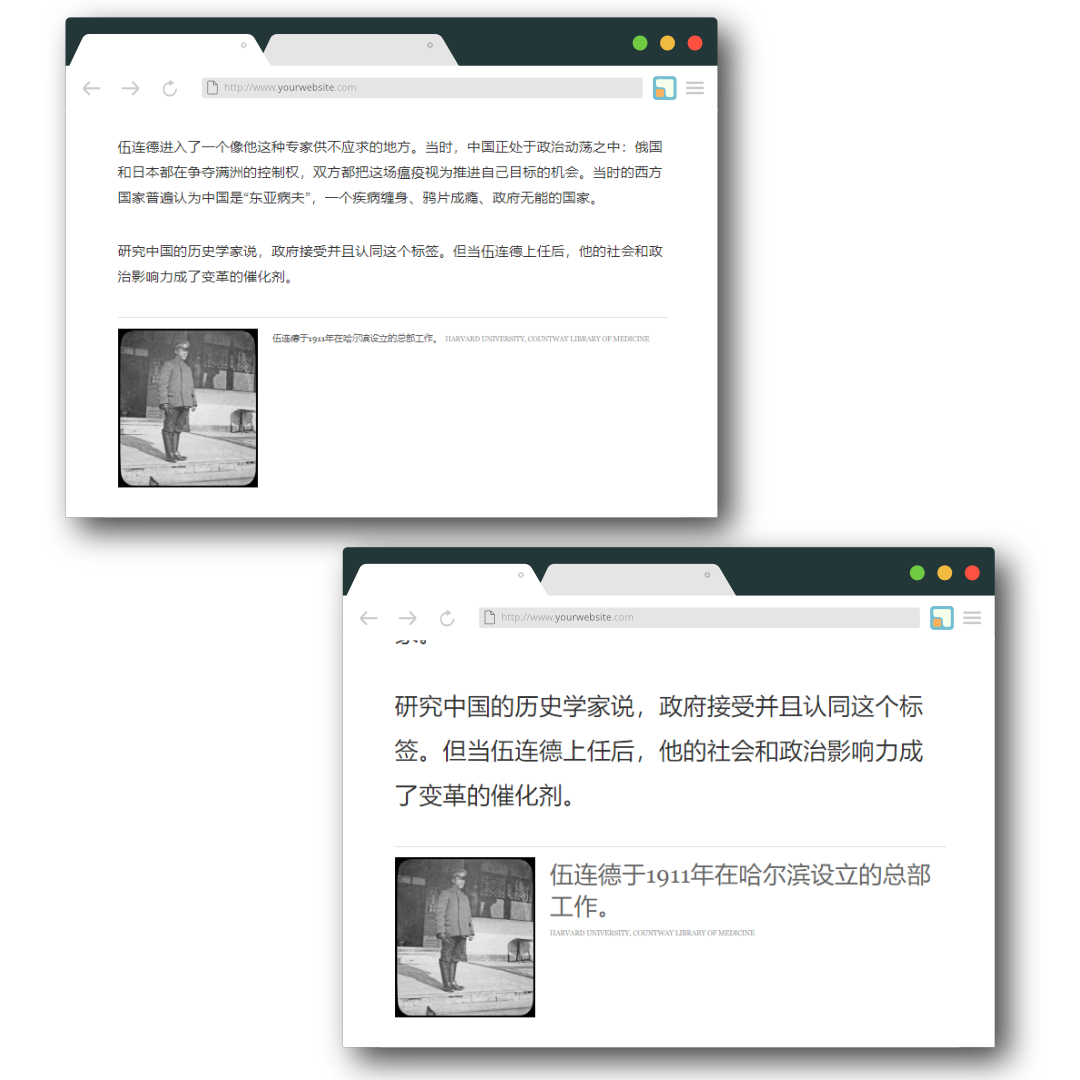 http://www.yourwebsite.com
伍连德进入了一个像他这种专家供不应求的地方。当时，中国正处于政治动荡之中：俄国
和日本都在争夺满洲的控制权，双方都把这场瘟疫视为推进自己目标的机会。当时的西方
国家普遍认为中国是“东亚病夫”，一个疾病缠身、鸦片成瘾、政府无能的国家。
研究中国的历史学家说，政府接受并且认同这个标签。但当伍连德上任后，他的社会和政
治影响力成了变革的催化剂。
伍连德于1911年在哈尔滨设立的总部工作。 HARVARD UNIVERSITY, COUNTWAY LIBRARY OF MEDICINE
http://www.yourwebsite.com
研究中国的历史学家说，政府接受并且认同这个标
签。但当伍连德上任后，他的社会和政治影响力成
了变革的催化剂。
伍连德于1911年在哈尔滨设立的总部
工作。
HARVARD UNIVERSITY, COUNTWAY LIBRARY OF MEDICINE